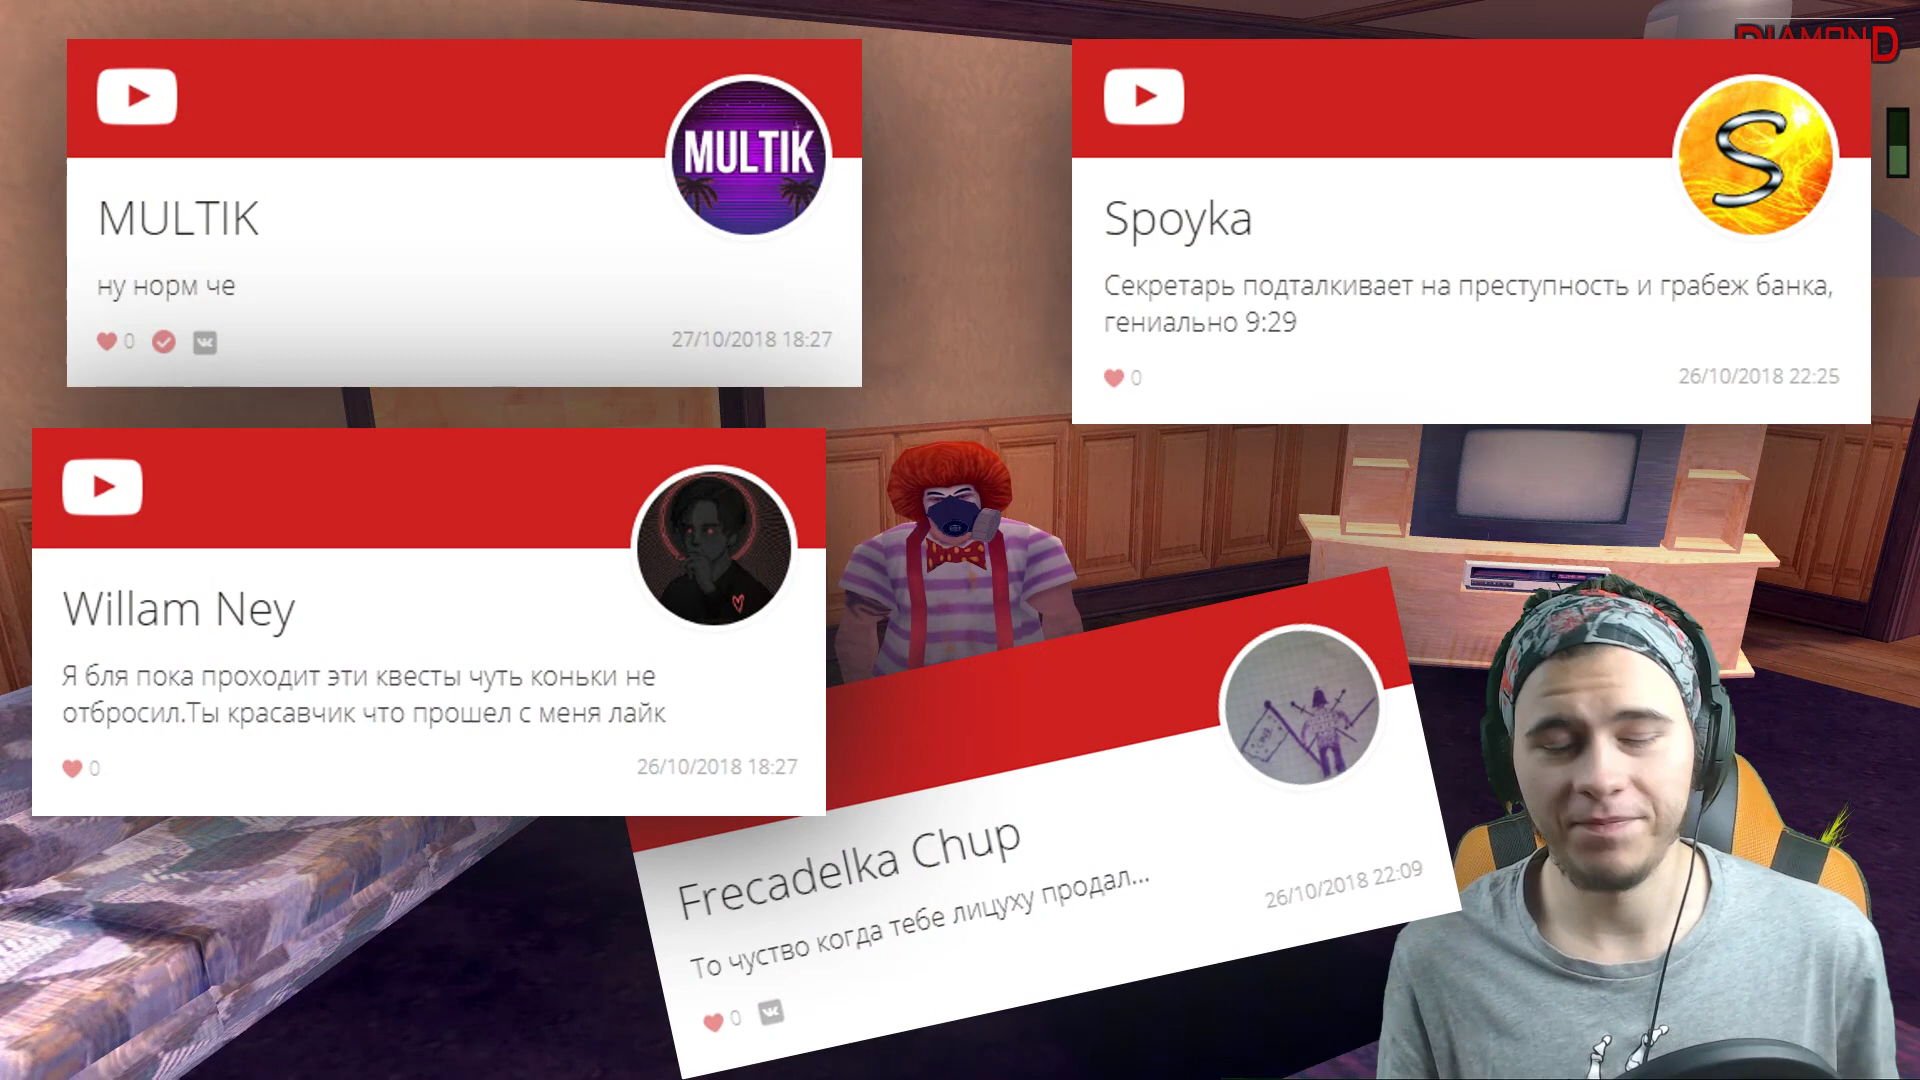 DIAMOND
MULTIK
MULTIK
ну норм че
0
27/10/2018 18:27
S
Spoyka
Секретарь подталкивает на преступность и грабеж банка,
гениально 9:29
0
26/10/2018 22:25
Willam Ney
Я бля пока проходит эти квесты чуть коньки не
отбросил.Ты красавчик что прошел с меня лайк
0
26/10/2018 18:27
Frecadelka Chup
То чуство когда тебе лицуху продал...
26/10/2018 22:09
0